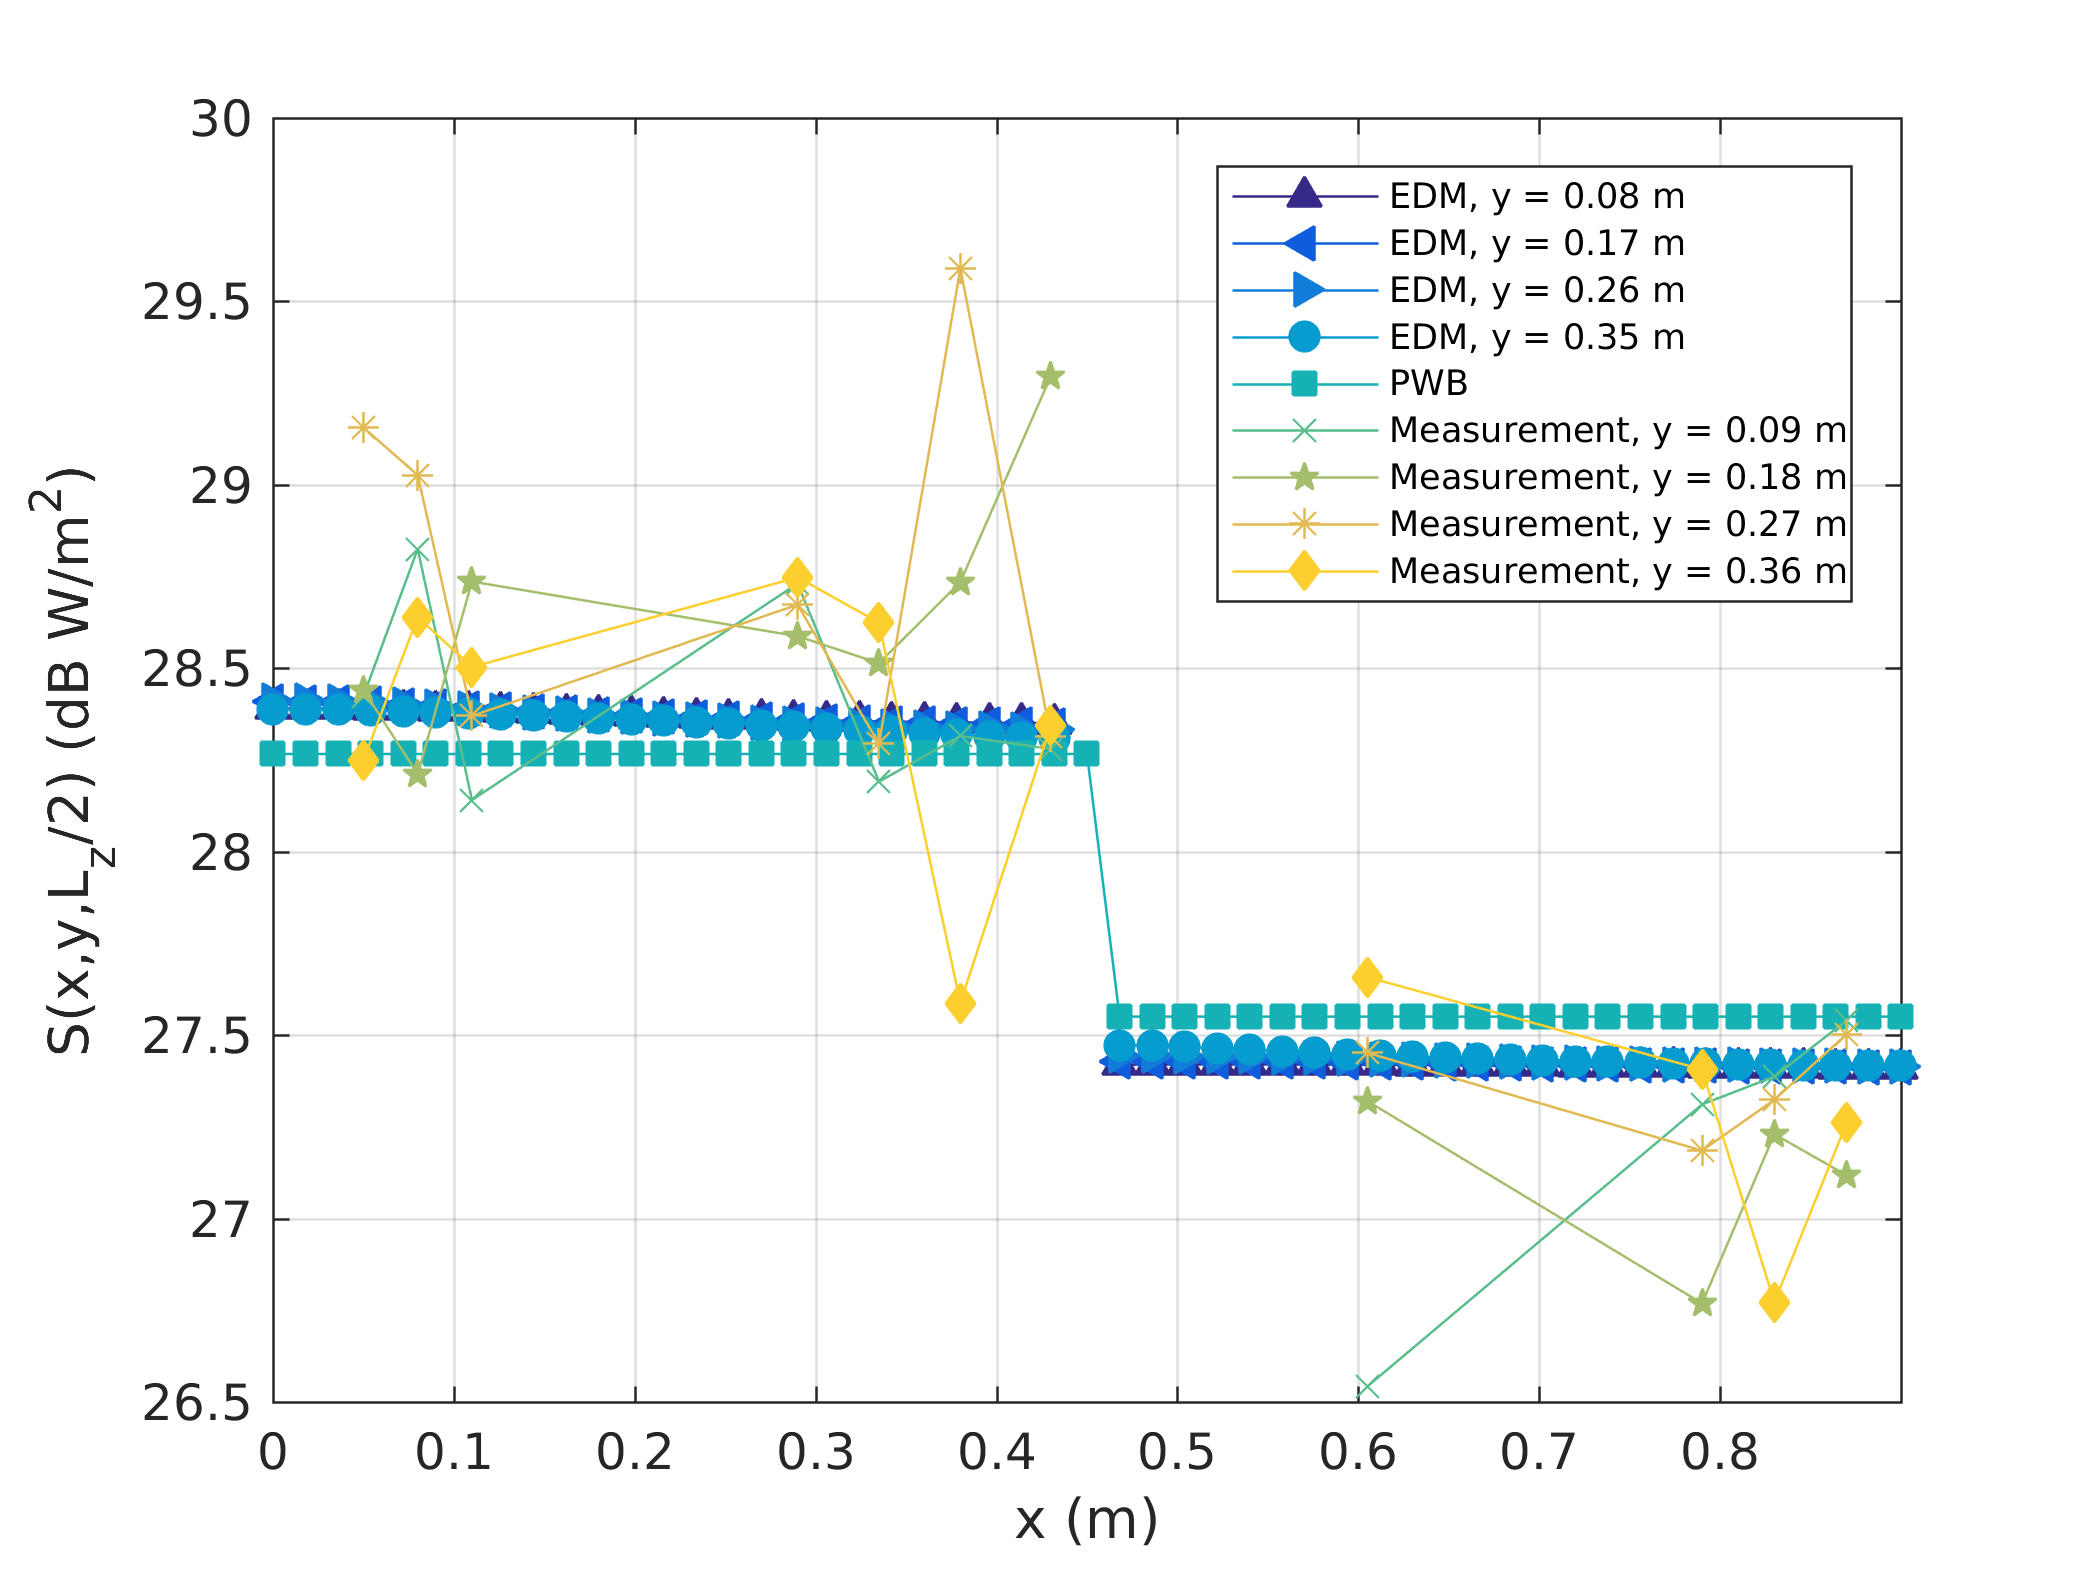 30
29.5
29
28.5
28
27.5
27
26.5
S(x,y,L_z/2) (dB W/m²)
EDM, y = 0.08 m
EDM, y = 0.17 m
EDM, y = 0.26 m
EDM, y = 0.35 m
PWB
Measurement, y = 0.09 m
Measurement, y = 0.18 m
Measurement, y = 0.27 m
Measurement, y = 0.36 m
0 0.1 0.2 0.3 0.4 0.5 0.6 0.7 0.8
x (m)